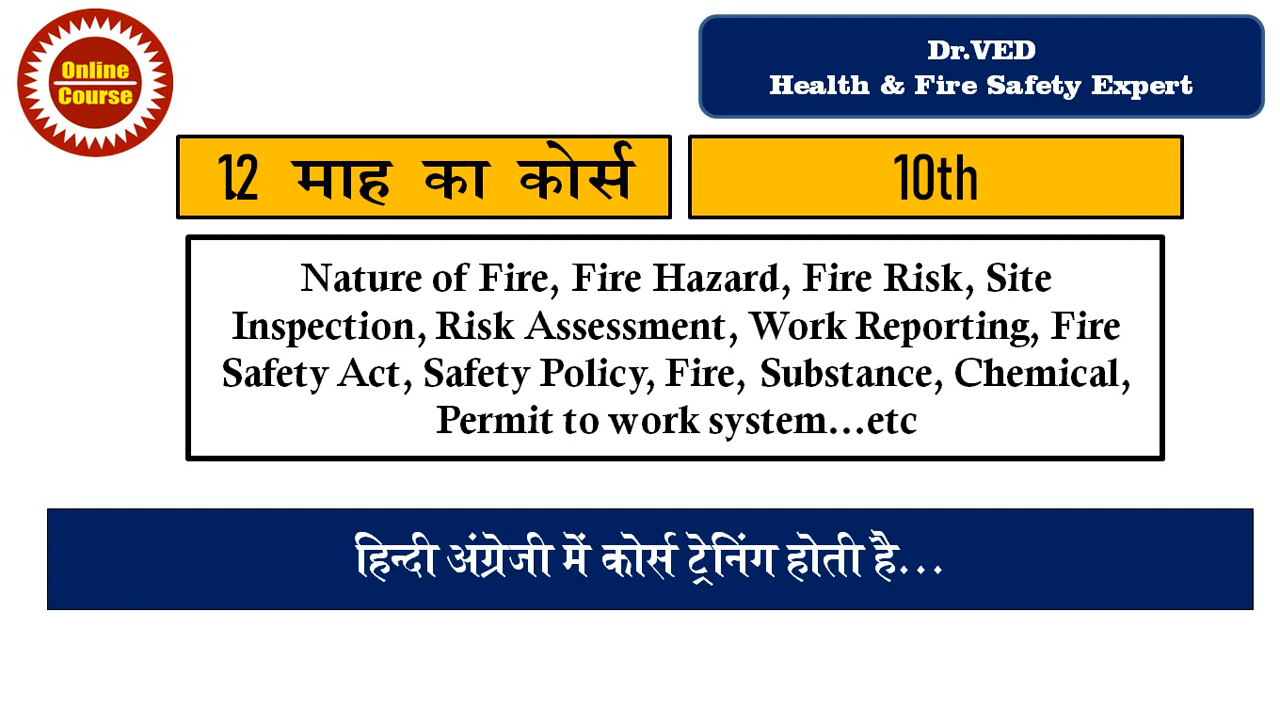 Online
Course
Dr.VED
Health & Fire Safety Expert
12 माह का कोर्स
10th
Nature of Fire, Fire Hazard, Fire Risk, Site
Inspection, Risk Assessment, Work Reporting, Fire
Safety Act, Safety Policy, Fire, Substance, Chemical,
Permit to work system...etc
हिन्दी अंग्रेजी में कोर्स ट्रेनिंग होती है...